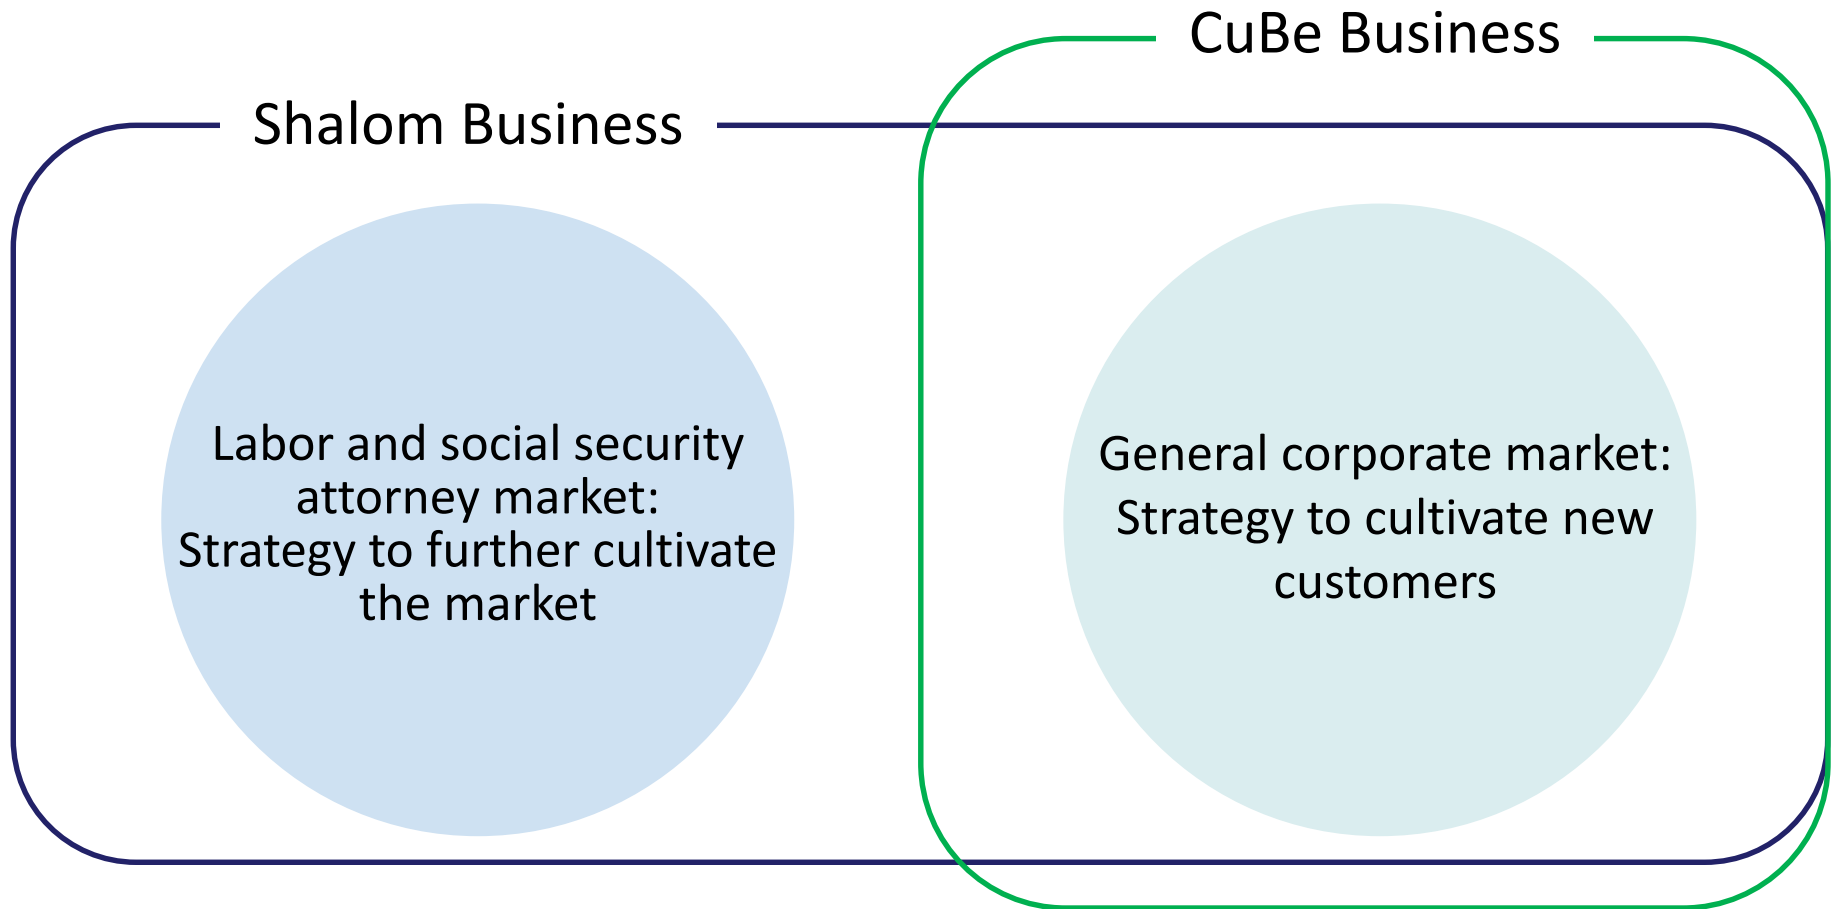 CuBe Business
Shalom Business
Labor and social security
attorney market:
Strategy to further cultivate
the market
General corporate market:
Strategy to cultivate new
customers